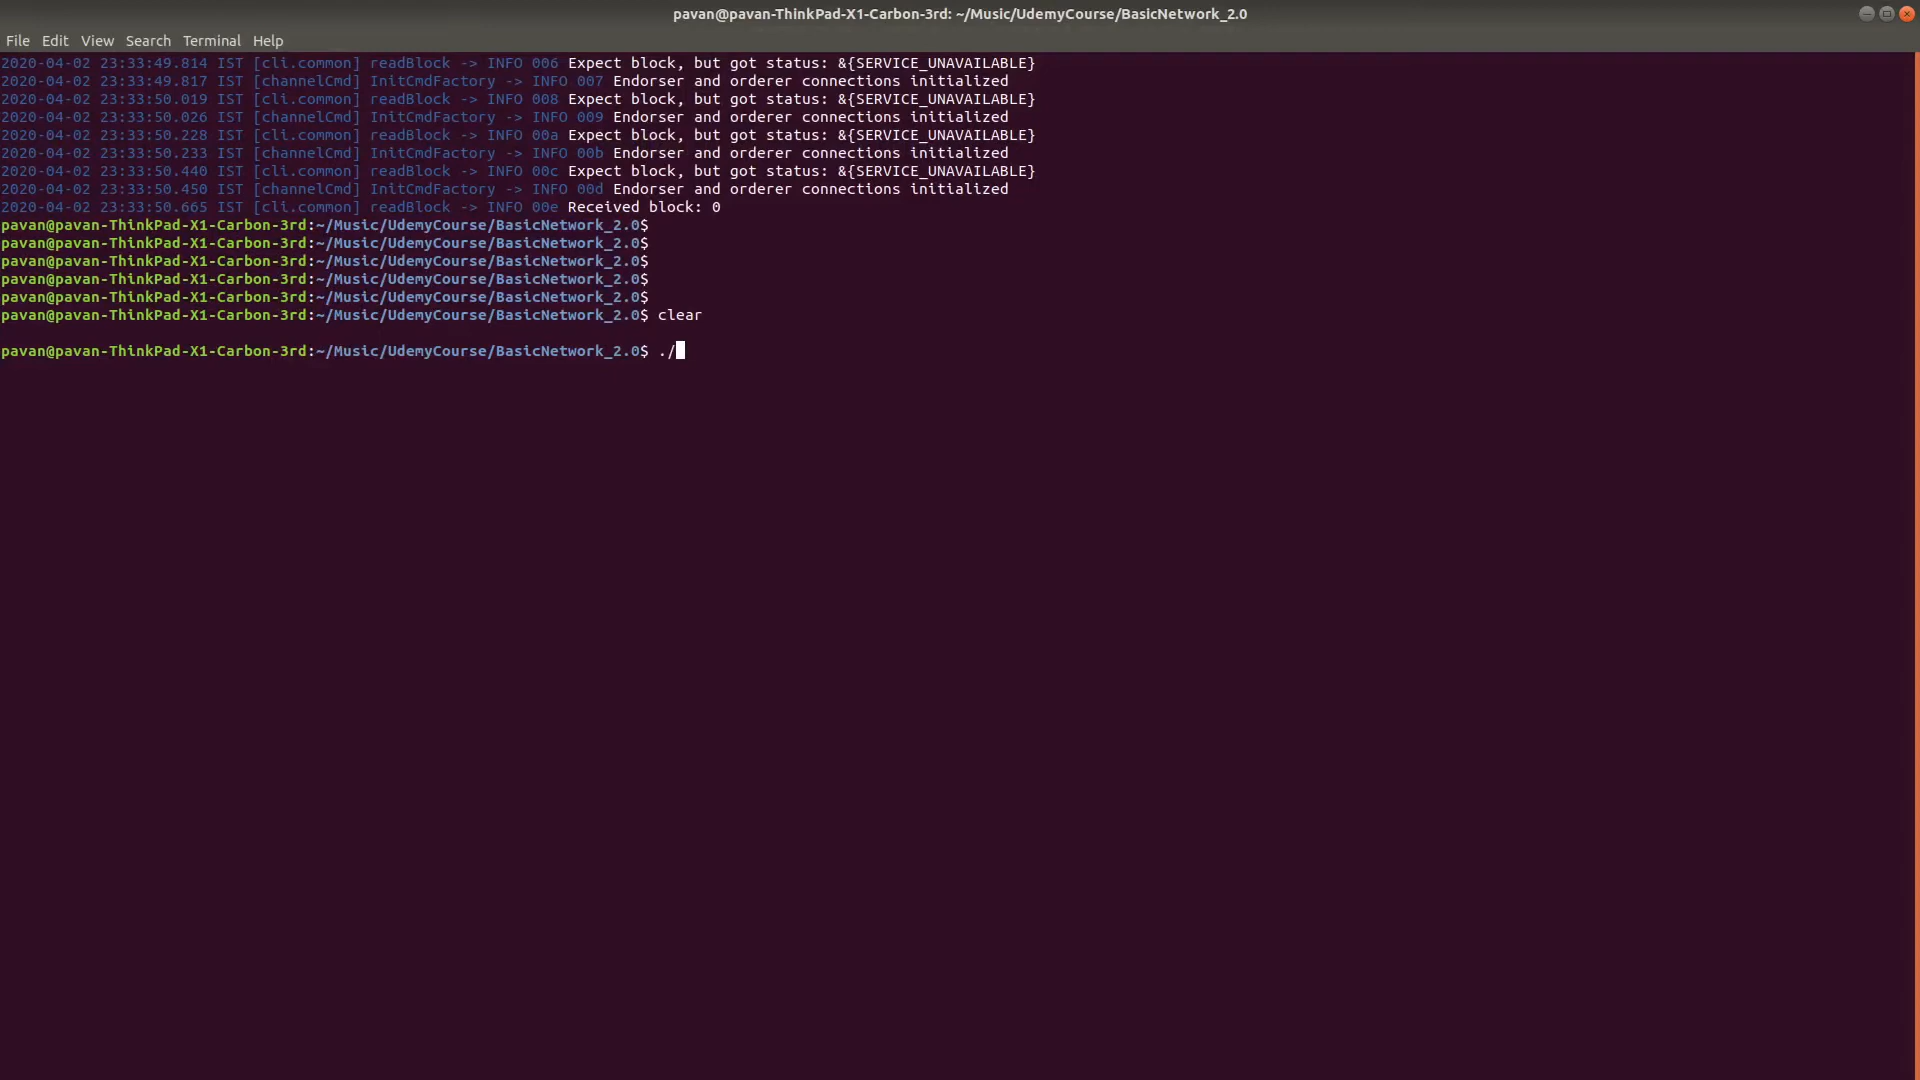 pavan@pavan-ThinkPad-X1-Carbon-3rd: ~/Music/UdemyCourse/BasicNetwork_2.0
File Edit View Search Terminal Help
2020-04-02 23:33:49.814 IST [cli.common] readBlock -> INFO 006 Expect block, but got status: &{SERVICE_UNAVAILABLE}
2020-04-02 23:33:49.817 IST [channelCmd] InitCmdFactory -> INFO 007 Endorser and orderer connections initialized
2020-04-02 23:33:50.019 IST [cli.common] readBlock -> INFO 008 Expect block, but got status: &{SERVICE_UNAVAILABLE}
2020-04-02 23:33:50.026 IST [channelCmd] InitCmdFactory -> INFO 009 Endorser and orderer connections initialized
2020-04-02 23:33:50.228 IST [cli.common] readBlock -> INFO 00a Expect block, but got status: &{SERVICE_UNAVAILABLE}
2020-04-02 23:33:50.233 IST [channelCmd] InitCmdFactory -> INFO 00b Endorser and orderer connections initialized
2020-04-02 23:33:50.440 IST [cli.common] readBlock -> INFO 00c Expect block, but got status: &{SERVICE_UNAVAILABLE}
2020-04-02 23:33:50.450 IST [channelCmd] InitCmdFactory -> INFO 00d Endorser and orderer connections initialized
2020-04-02 23:33:50.665 IST [cli.common] readBlock -> INFO 00e Received block: 0
pavan@pavan-ThinkPad-X1-Carbon-3rd:~/Music/UdemyCourse/BasicNetwork_2.0$
pavan@pavan-ThinkPad-X1-Carbon-3rd:~/Music/UdemyCourse/BasicNetwork_2.0$
pavan@pavan-ThinkPad-X1-Carbon-3rd:~/Music/UdemyCourse/BasicNetwork_2.0$
pavan@pavan-ThinkPad-X1-Carbon-3rd:~/Music/UdemyCourse/BasicNetwork_2.0$
pavan@pavan-ThinkPad-X1-Carbon-3rd:~/Music/UdemyCourse/BasicNetwork_2.0$
pavan@pavan-ThinkPad-X1-Carbon-3rd:~/Music/UdemyCourse/BasicNetwork_2.0$ clear
pavan@pavan-ThinkPad-X1-Carbon-3rd:~/Music/UdemyCourse/BasicNetwork_2.0$ ./